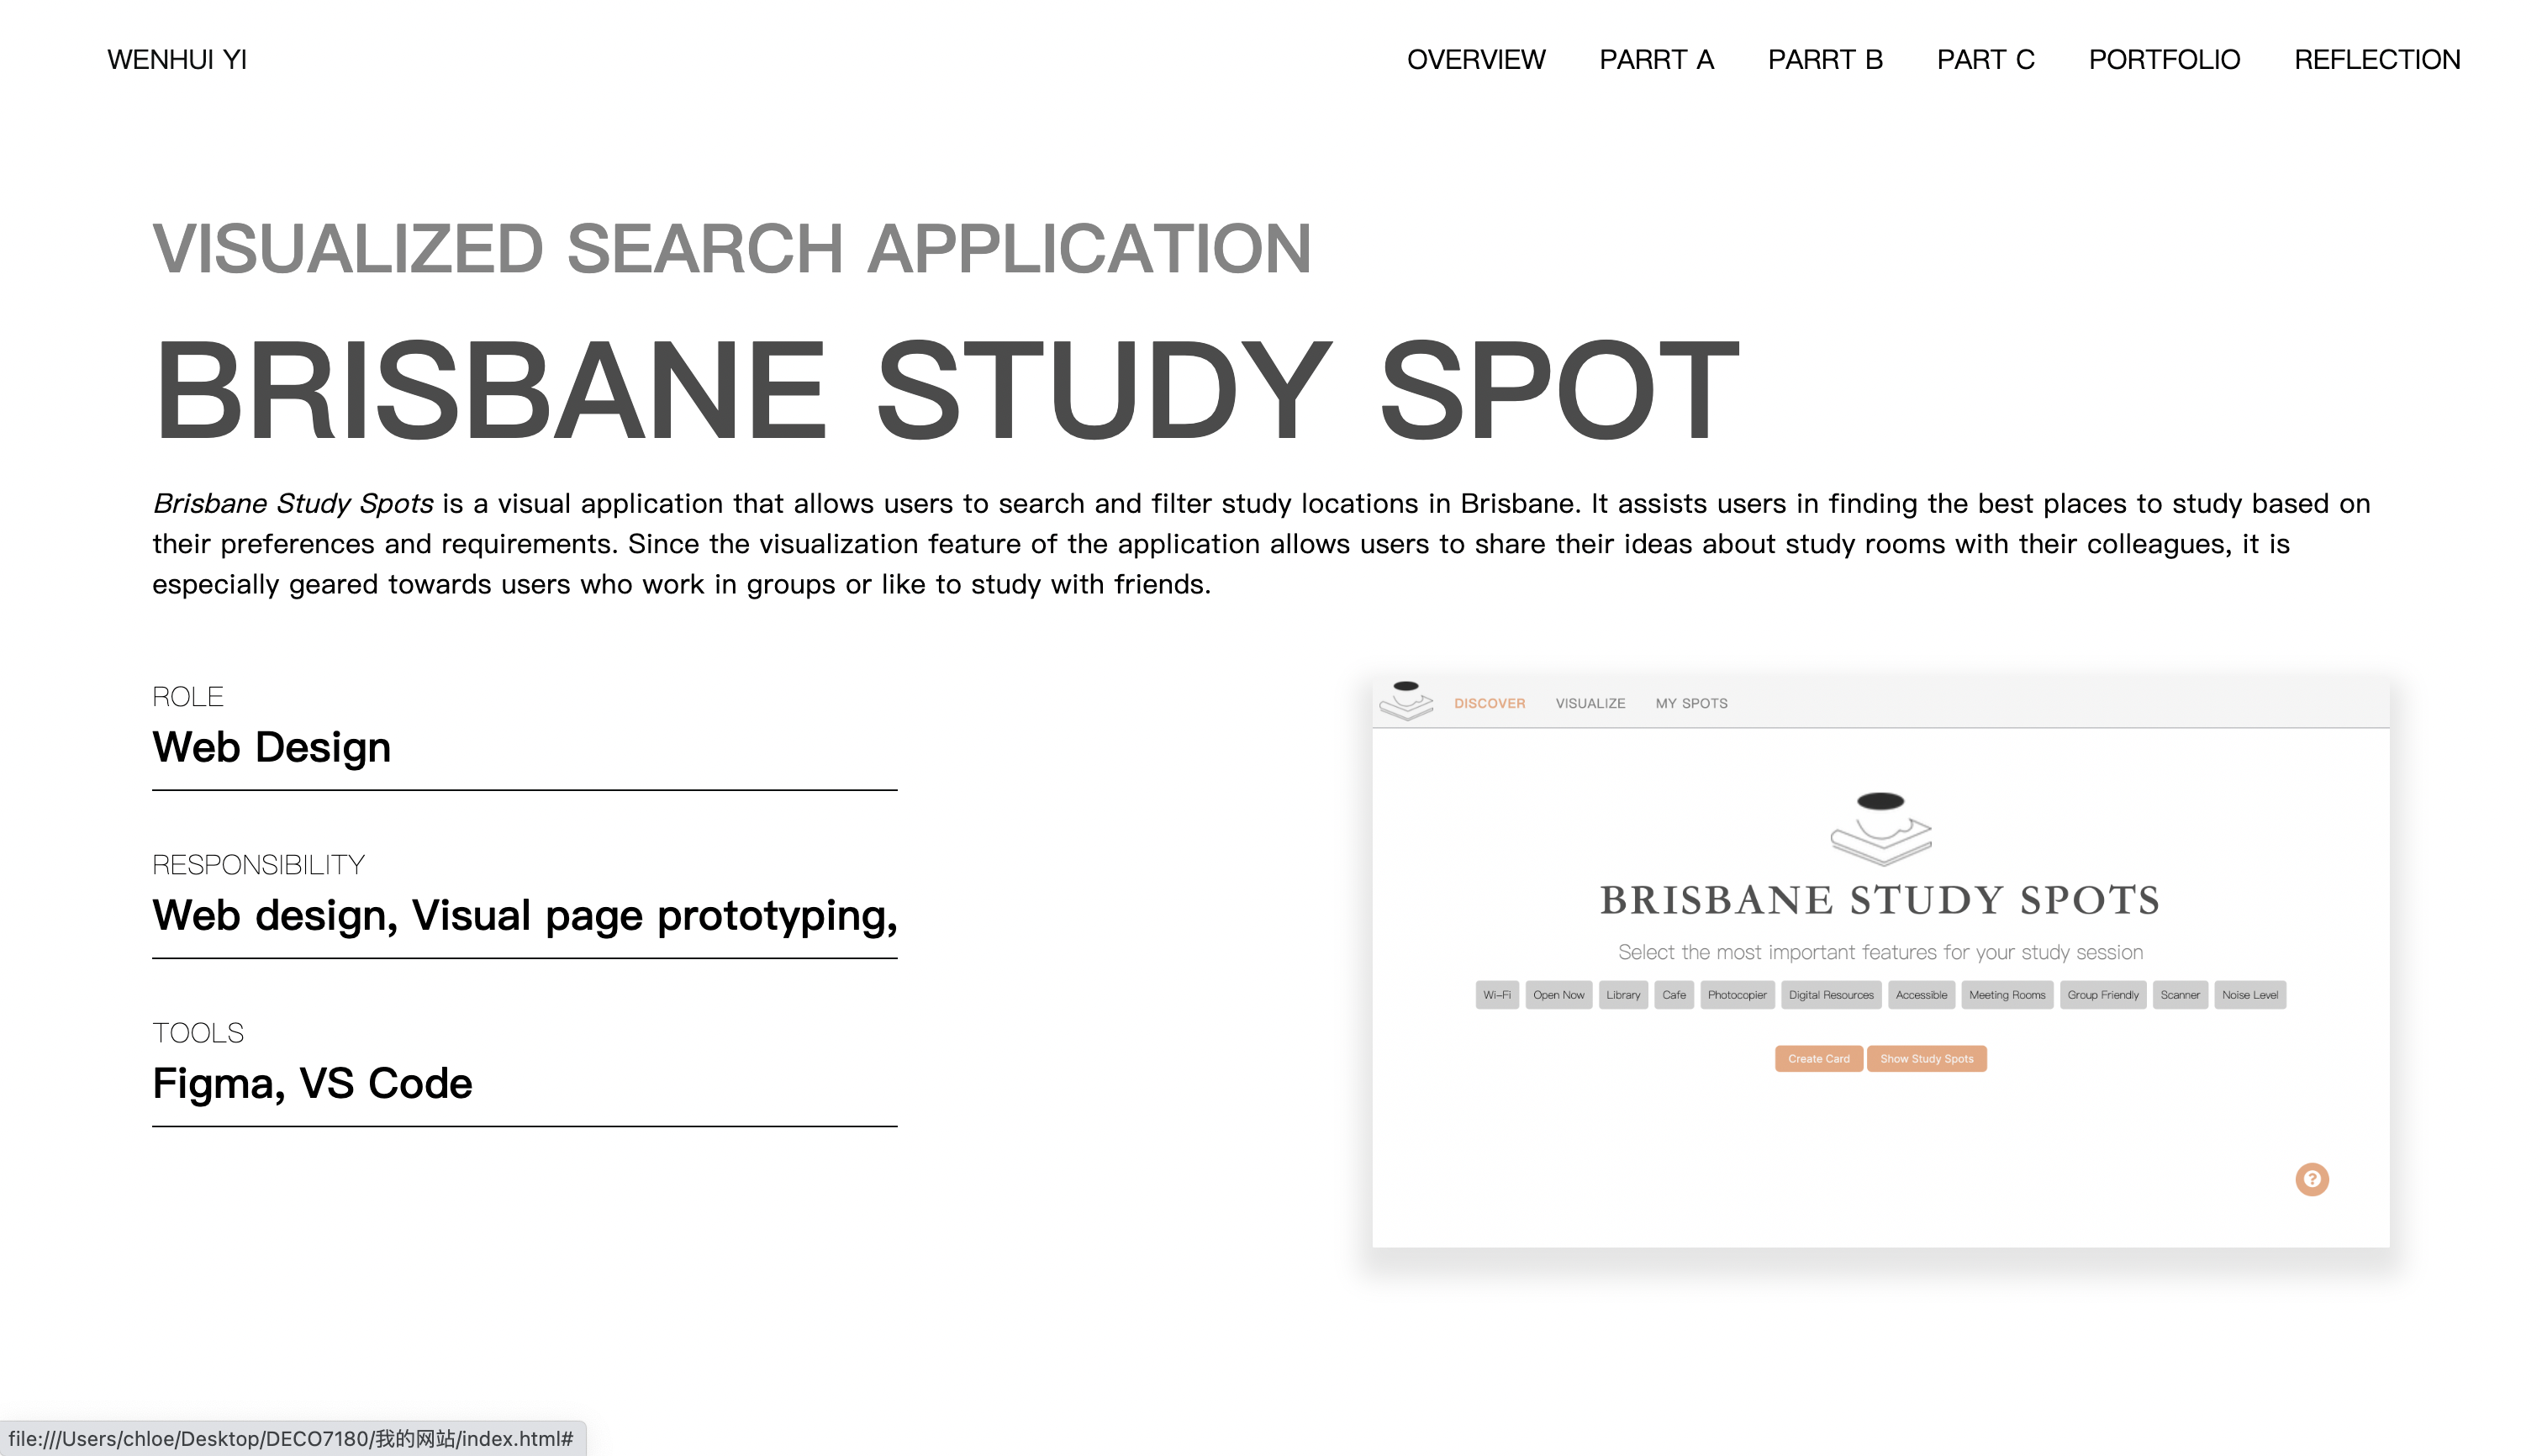 WENHUI YI
OVERVIEW PARRT A PARRT B PART C PORTFOLIO REFLECTION
VISUALIZED SEARCH APPLICATION
BRISBANE STUDY SPOT
Brisbane Study Spots is a visual application that allows users to search and filter study locations in Brisbane. It assists users in finding the best places to study based on
their preferences and requirements. Since the visualization feature of the application allows users to share their ideas about study rooms with their colleagues, it is
especially geared towards users who work in groups or like to study with friends.
ROLE
Web Design
RESPONSIBILITY
Web design, Visual page prototyping,
TOOLS
Figma, VS Code
DISCOVER VISUALIZE MY SPOTS
BRISBANE STUDY SPOTS
Select the most important features for your study session
Wi-Fi Open Now Library Cafe Photocopier Digital Resources Accessible Meeting Rooms Group Friendly Scanner Noise Level
Create Card Show Study Spots
?
file:///Users/chloe/Desktop/DECO7180/我的网站/index.html#